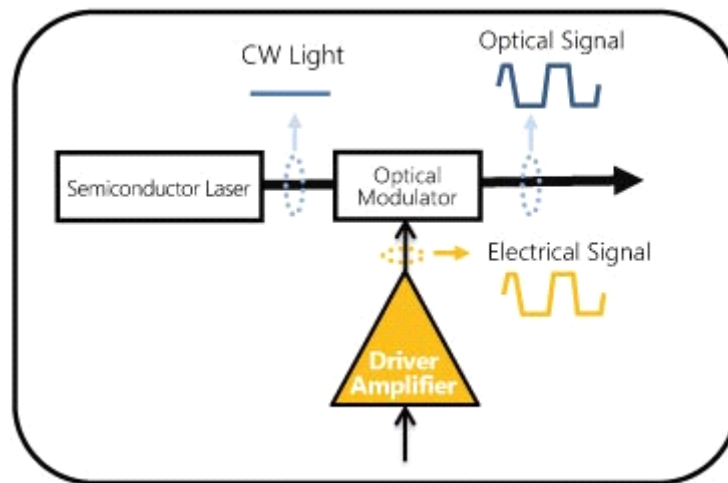 CW Light
Optical Signal
Semiconductor Laser
Optical
Modulator
Electrical Signal
Driver
Amplifier